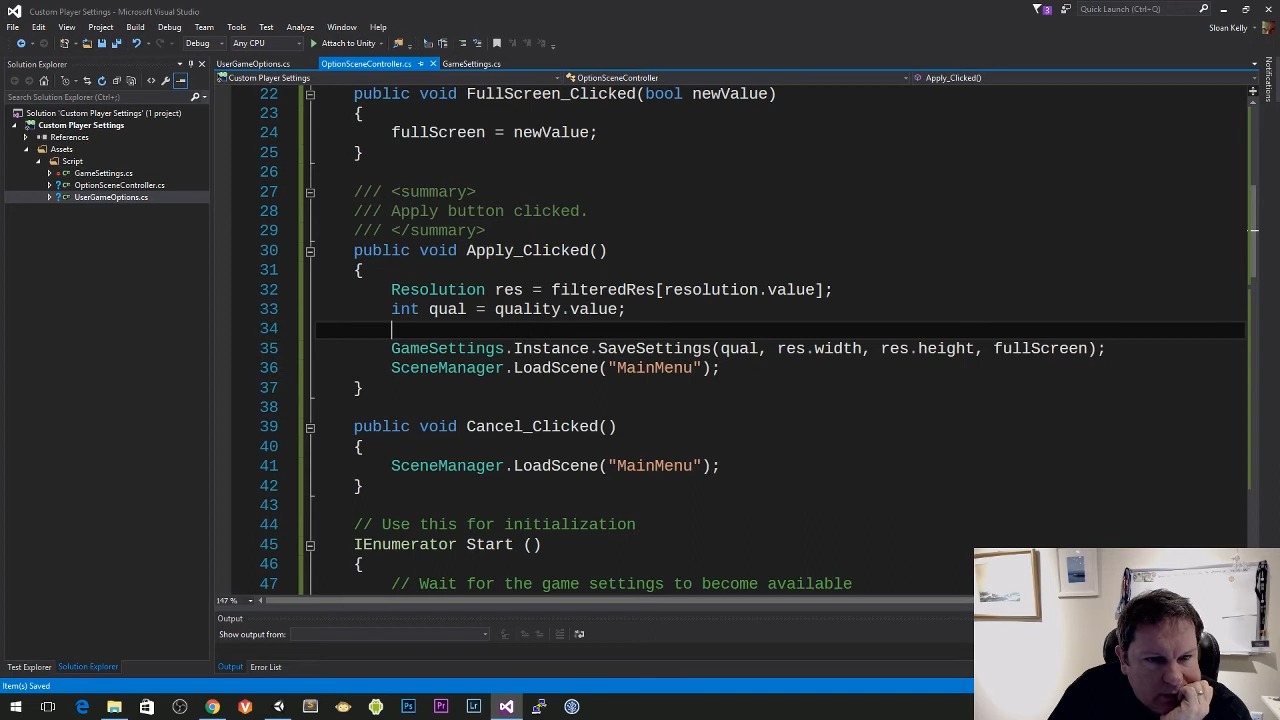 Custom Player Settings - Microsoft Visual Studio
3
Quick Launch (Ctrl+Q)
File Edit View Project Build Debug Team Tools Test Analyze Window Help
Sloan Kelly
Debug Any CPU Attach to Unity
Solution Explorer
UserGameOptions.cs OptionSceneController.cs GameSettings.cs
Custom Player Settings OptionSceneController Apply_Clicked()
Search Solution Explorer (Ctrl+;)
Solution 'Custom Player Settings' (1 project)
Custom Player Settings
References
Assets
Script
GameSettings.cs
OptionSceneController.cs
UserGameOptions.cs
22 public void FullScreen_Clicked(bool newValue)
23 {
24 fullScreen = newValue;
25 }
26
27 /// <summary>
28 /// Apply button clicked.
29 /// </summary>
30 public void Apply_Clicked()
31 {
32 Resolution res = filteredRes[resolution.value];
33 int qual = quality.value;
34
35 GameSettings.Instance.SaveSettings(qual, res.width, res.height, fullScreen);
36 SceneManager.LoadScene("MainMenu");
37 }
38
39 public void Cancel_Clicked()
40 {
41 SceneManager.LoadScene("MainMenu");
42 }
43
44 // Use this for initialization
45 IEnumerator Start ()
46 {
47 // Wait for the game settings to become available
147 %
Notifications
Output
Show output from:
Test Explorer Solution Explorer Output Error List
Item(s) Saved
Ps Pr Lr